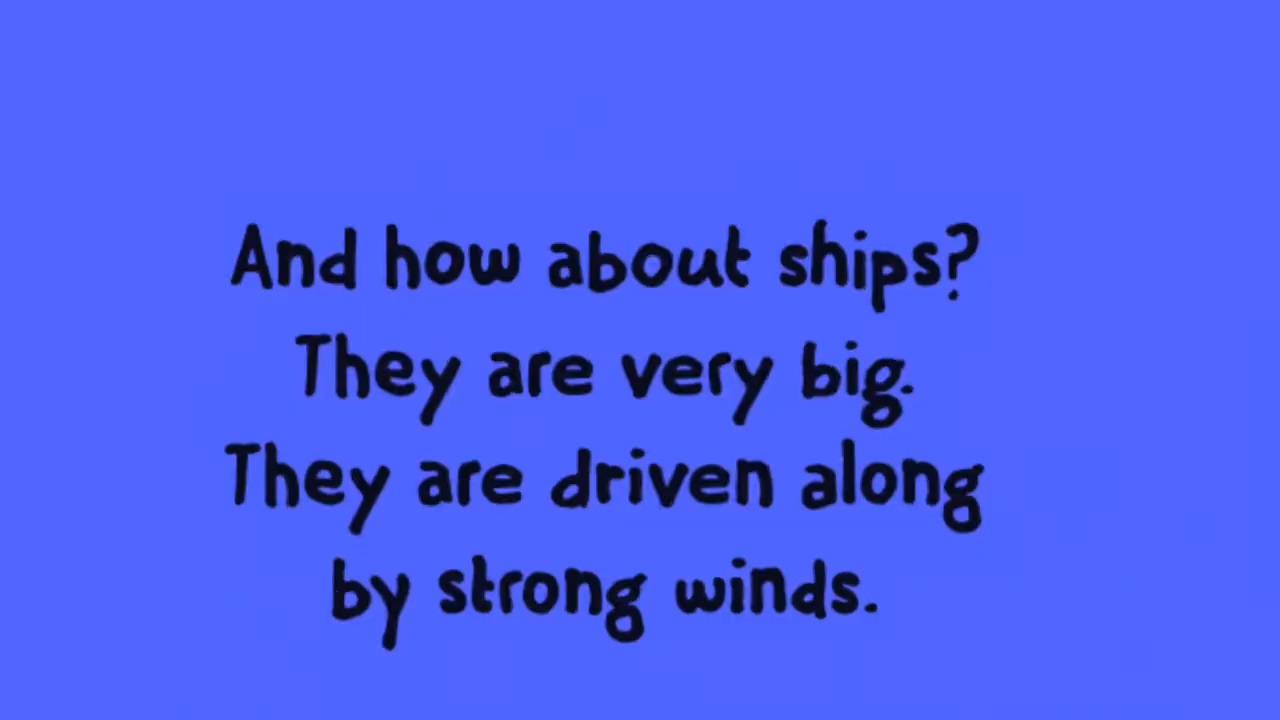 And how about ships?
They are very big.
They are driven along
by strong winds.